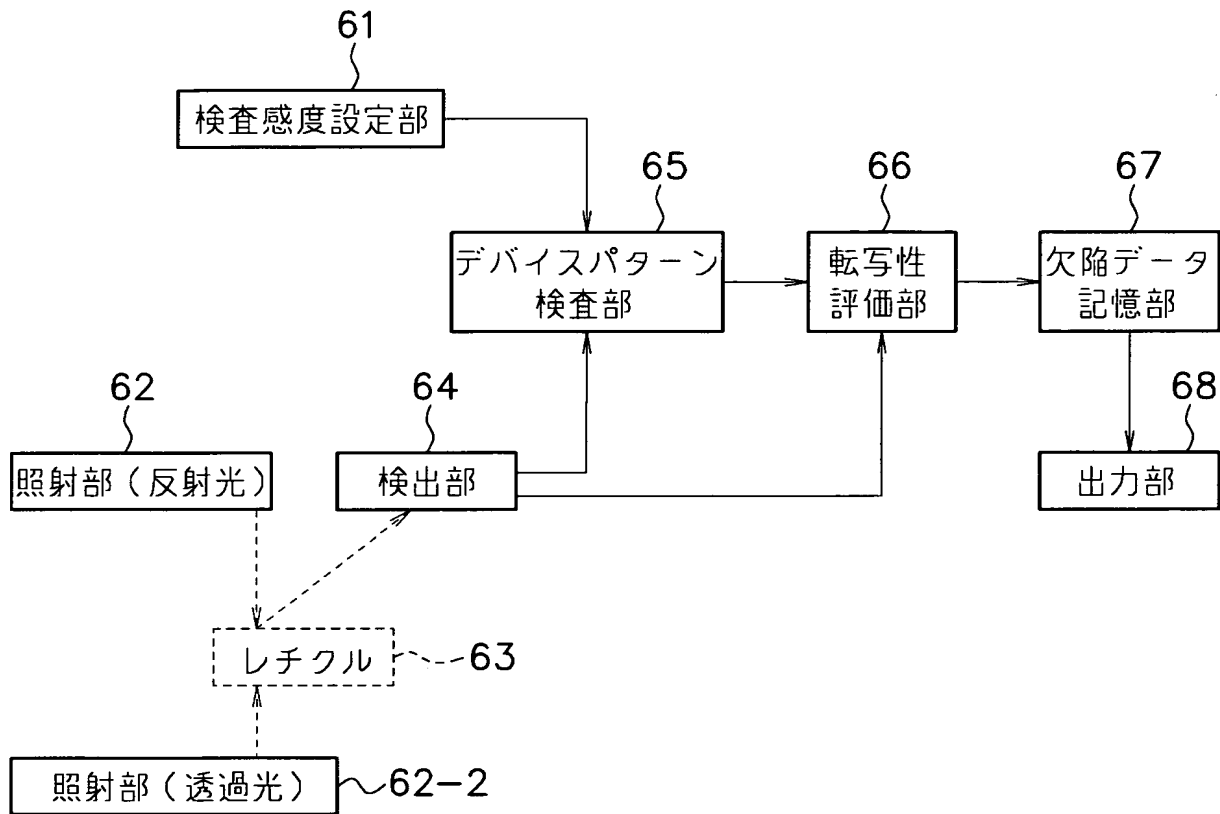 61
検査感度設定部
65
66
67
デバイスパターン
検査部
転写性
評価部
欠陥データ
記憶部
62
64
68
照射部(反射光)
検出部
出力部
レチクル
63
照射部(透過光)
62-2